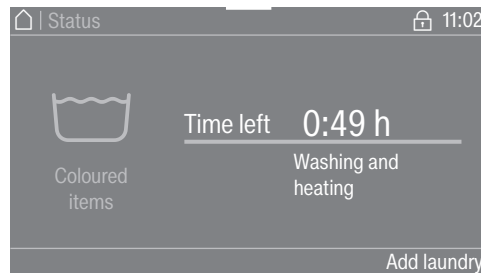 | Status 11:02
Time left 0:49 h
Washing and
heating
Coloured
items
Add laundry